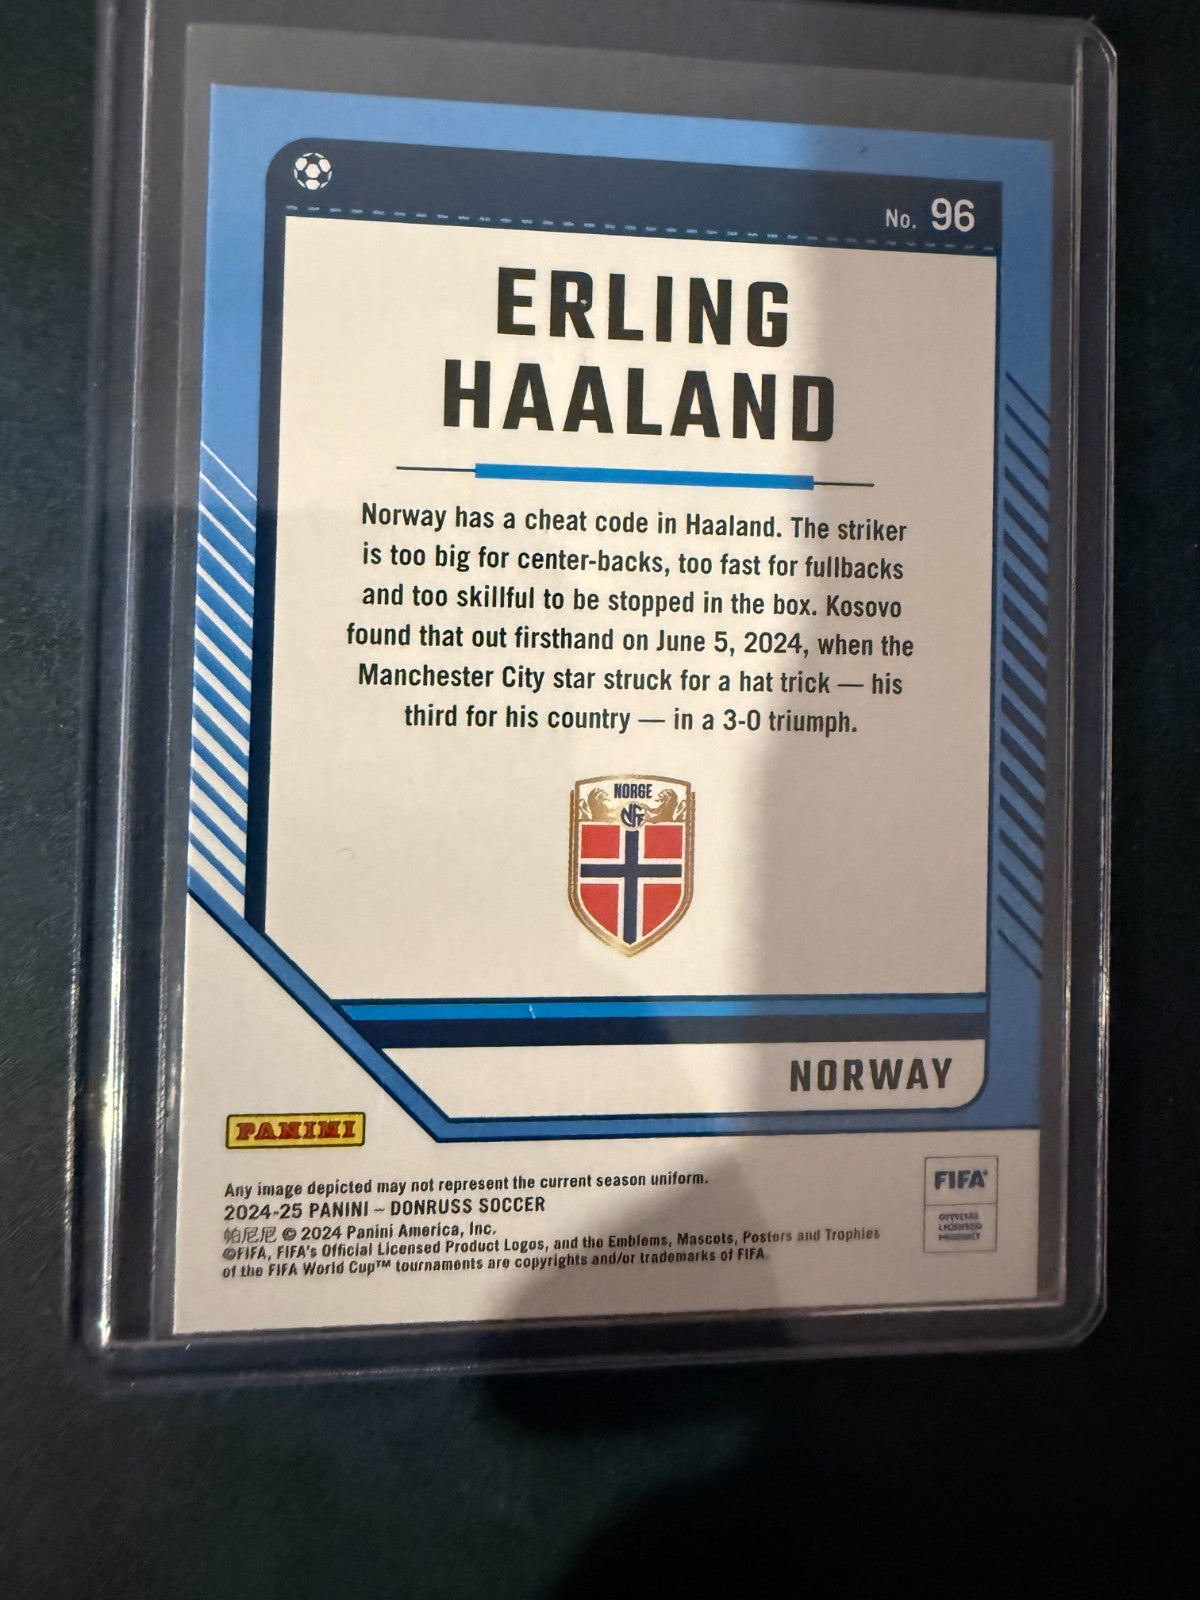 No. 96
ERLING
HAALAND
Norway has a cheat code in Haaland. The striker
is too big for center-backs, too fast for fullbacks
and too skillful to be stopped in the box. Kosovo
found that out firsthand on June 5, 2024, when the
Manchester City star struck for a hat trick — his
third for his country — in a 3-0 triumph.
NORGE
NFF
NORWAY
PANINI
Any image depicted may not represent the current season uniform.
2024-25 PANINI – DONRUSS SOCCER
帕尼尼 © 2024 Panini America, Inc.
©FIFA, FIFA's Official Licensed Product Logos, and the Emblems, Mascots, Posters and Trophies
of the FIFA World Cup™ tournaments are copyrights and/or trademarks of FIFA.
FIFA®
OFFICIAL
LICENSED
PRODUCT